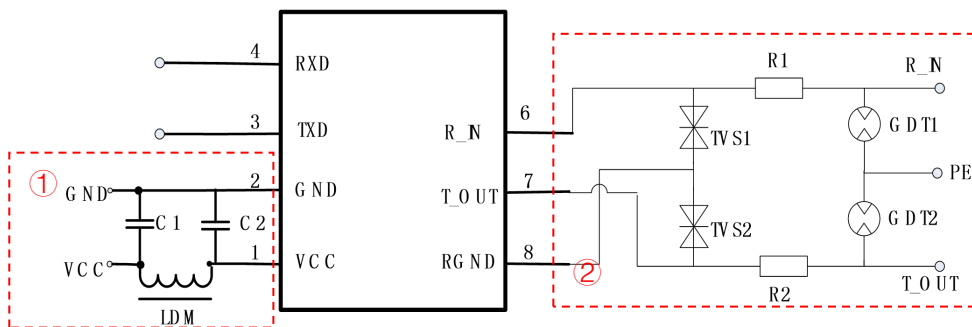 4
RXD
3
TXD
①
GND
2
GND
C1
C2
VCC
1
VCC
LDM
6
R_IN
7
T_OUT
8
RGND
②
R1
R_IN
TVS1
GDT1
PE
TVS2
GDT2
R2
T_OUT